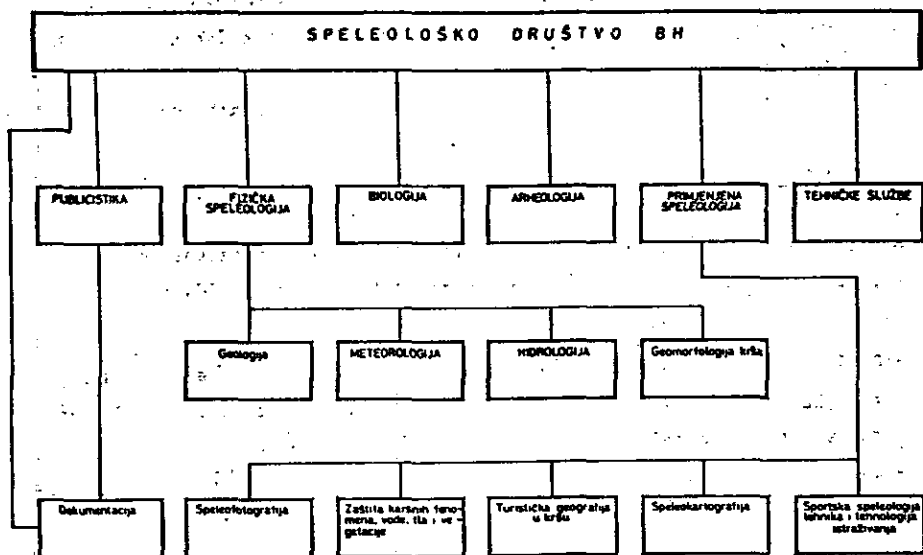 SPELEOLOŠKO DRUŠTVO BH
PUBLICISTIKA
FIZIČKA
SPELEOLOGIJA
BIOLOGIJA
ARHEOLOGIJA
PRIMJENJENA
SPELEOLOGIJA
TEHNIČKE SLUŽBE
Geologija
METEOROLOGIJA
HIDROLOGIJA
Geomorfologija krša
Dokumentacija
Speleofotografija
Zaštita karšnih feno-
mena, vode, tla i ve-
getacije
Turistička geografija
u kršu
Speleokartografija
Sportska speleologija
tehnika i tehnologija
istraživanja